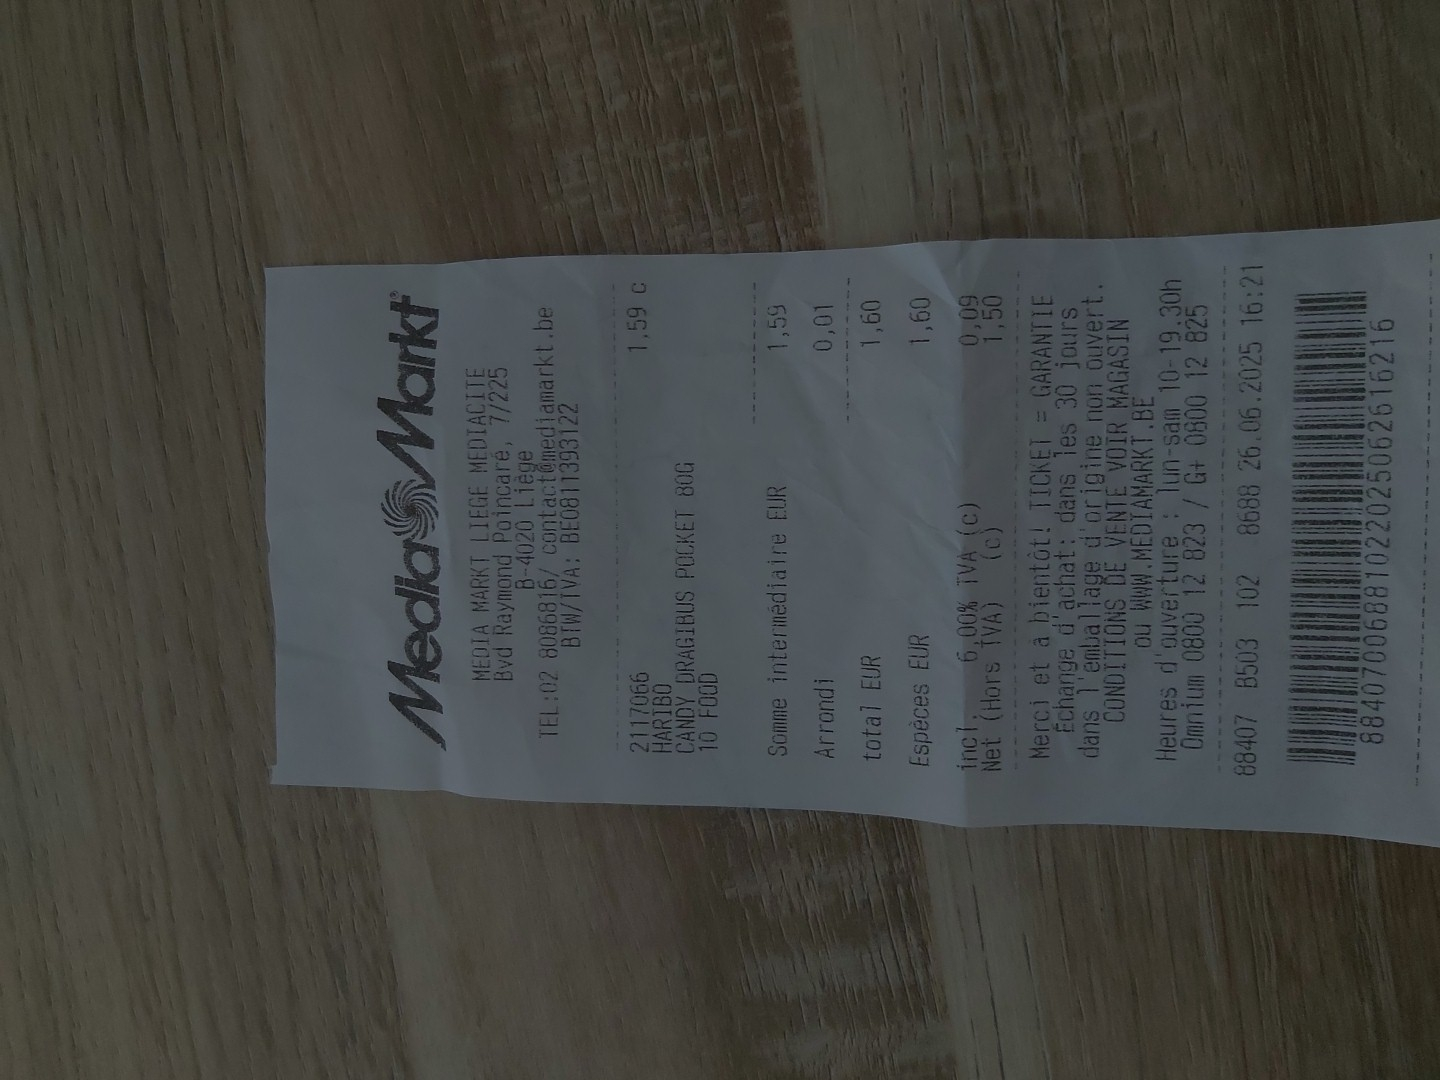 MediaMarkt®
MEDIA MARKT LIEGE MEDIACITE
Bvd Raymond Poincaré, 7/225
B-4020 Liège
TEL:02 8086816/ contact@mediamarkt.be
BTW/TVA: BE0811393122
2117066 1,59 c
HARIBO
CANDY DRAGIBUS POCKET 80G
10 FOOD
Somme intermédiaire EUR 1,59
Arrondi 0,01
total EUR 1,60
Espèces EUR 1,60
incl. 6,00% TVA (c) 0,09
Net (Hors TVA) (c) 1,50
Merci et à bientôt! TICKET = GARANTIE
Echange d'achat: dans les 30 jours
dans l'emballage d'origine non ouvert.
CONDITIONS DE VENTE VOIR MAGASIN
ou WWW.MEDIAMARKT.BE
Heures d'ouverture : lun-sam 10-19.30h
Omnium 0800 12 823 / G+ 0800 12 825
88407 B503 102 8688 26.06.2025 16:21
8840700688102202506261 6216